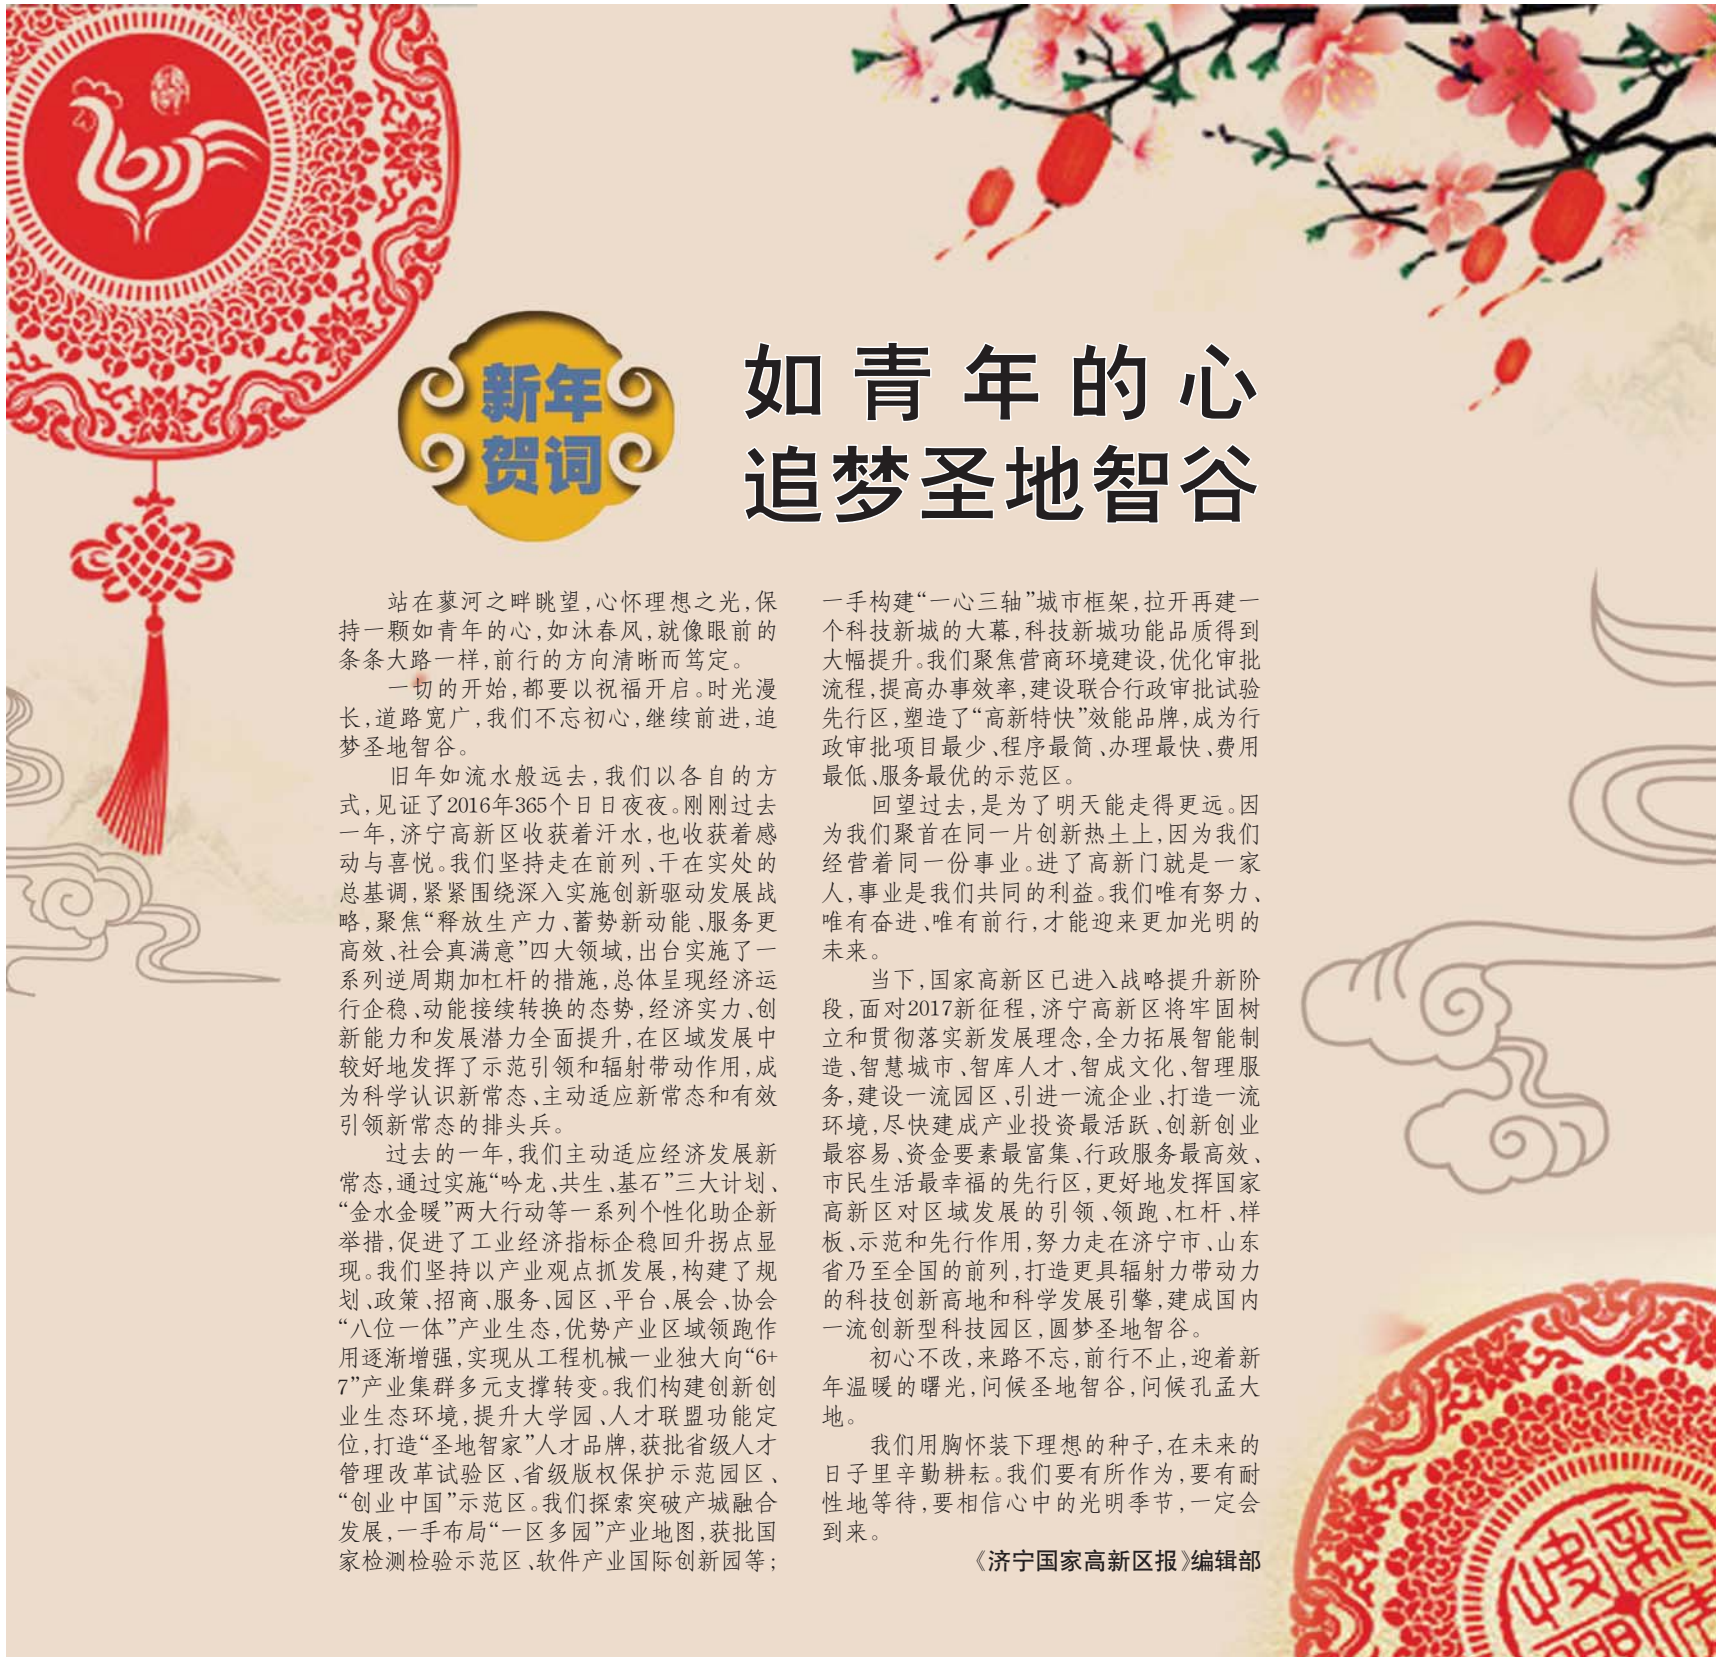 新年
贺词
如青年的心
追梦圣地智谷
站在蓼河之畔眺望,心怀理想之光,保
持一颗如青年的心,如沐春风,就像眼前的
条条大路一样,前行的方向清晰而笃定。
一切的开始,都要以祝福开启。时光漫
长,道路宽广,我们不忘初心,继续前进,追
梦圣地智谷。
旧年如流水般远去,我们以各自的方
式,见证了2016年365个日日夜夜。刚刚过去
一年,济宁高新区收获着汗水,也收获着感
动与喜悦。我们坚持走在前列、干在实处的
总基调,紧紧围绕深入实施创新驱动发展战
略,聚焦“释放生产力、蓄势新动能、服务更
高效、社会真满意”四大领域,出台实施了一
系列逆周期加杠杆的措施,总体呈现经济运
行企稳、动能接续转换的态势,经济实力、创
新能力和发展潜力全面提升,在区域发展中
较好地发挥了示范引领和辐射带动作用,成
为科学认识新常态、主动适应新常态和有效
引领新常态的排头兵。
过去的一年,我们主动适应经济发展新
常态,通过实施“吟龙、共生、基石”三大计划、
“金水金暖”两大行动等一系列个性化助企新
举措,促进了工业经济指标企稳回升拐点显
现。我们坚持以产业观点抓发展,构建了规
划、政策、招商、服务、园区、平台、展会、协会
“八位一体”产业生态,优势产业区域领跑作
用逐渐增强,实现从工程机械一业独大向“6+
7”产业集群多元支撑转变。我们构建创新创
业生态环境,提升大学园、人才联盟功能定
位,打造“圣地智家”人才品牌,获批省级人才
管理改革试验区、省级版权保护示范园区、
“创业中国”示范区。我们探索突破产城融合
发展,一手布局“一区多园”产业地图,获批国
家检测检验示范区、软件产业国际创新园等;
一手构建“一心三轴”城市框架,拉开再建一
个科技新城的大幕,科技新城功能品质得到
大幅提升。我们聚焦营商环境建设,优化审批
流程,提高办事效率,建设联合行政审批试验
先行区,塑造了“高新特快”效能品牌,成为行
政审批项目最少、程序最简、办理最快、费用
最低、服务最优的示范区。
回望过去,是为了明天能走得更远。因
为我们聚首在同一片创新热土上,因为我们
经营着同一份事业。进了高新门就是一家
人,事业是我们共同的利益。我们唯有努力、
唯有奋进、唯有前行,才能迎来更加光明的
未来。
当下,国家高新区已进入战略提升新阶
段,面对2017新征程,济宁高新区将牢固树
立和贯彻落实新发展理念,全力拓展智能制
造、智慧城市、智库人才、智成文化、智理服
务,建设一流园区、引进一流企业、打造一流
环境,尽快建成产业投资最活跃、创新创业
最容易、资金要素最富集、行政服务最高效、
市民生活最幸福的先行区,更好地发挥国家
高新区对区域发展的引领、领跑、杠杆、样
板、示范和先行作用,努力走在济宁市、山东
省乃至全国的前列,打造更具辐射力带动力
的科技创新高地和科学发展引擎,建成国内
一流创新型科技园区,圆梦圣地智谷。
初心不改,来路不忘,前行不止,迎着新
年温暖的曙光,问候圣地智谷,问候孔孟大
地。
我们用胸怀装下理想的种子,在未来的
日子里辛勤耕耘。我们要有所作为,要有耐
性地等待,要相信心中的光明季节,一定会
到来。
《济宁国家高新区报》编辑部